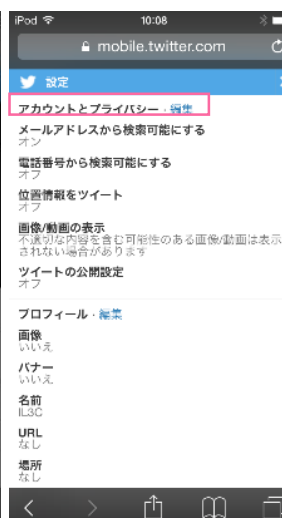 iPod 10:08
mobile.twitter.com
設定
アカウントとプライバシー · 編集
メールアドレスから検索可能にする
オン
電話番号から検索可能にする
オフ
位置情報をツイート
オフ
画像/動画の表示
不適切な内容を含む可能性のある画像/動画は表示
されない場合があります
ツイートの公開設定
オフ
プロフィール · 編集
画像
いいえ
バナー
いいえ
名前
IL3C
URL
なし
場所
なし